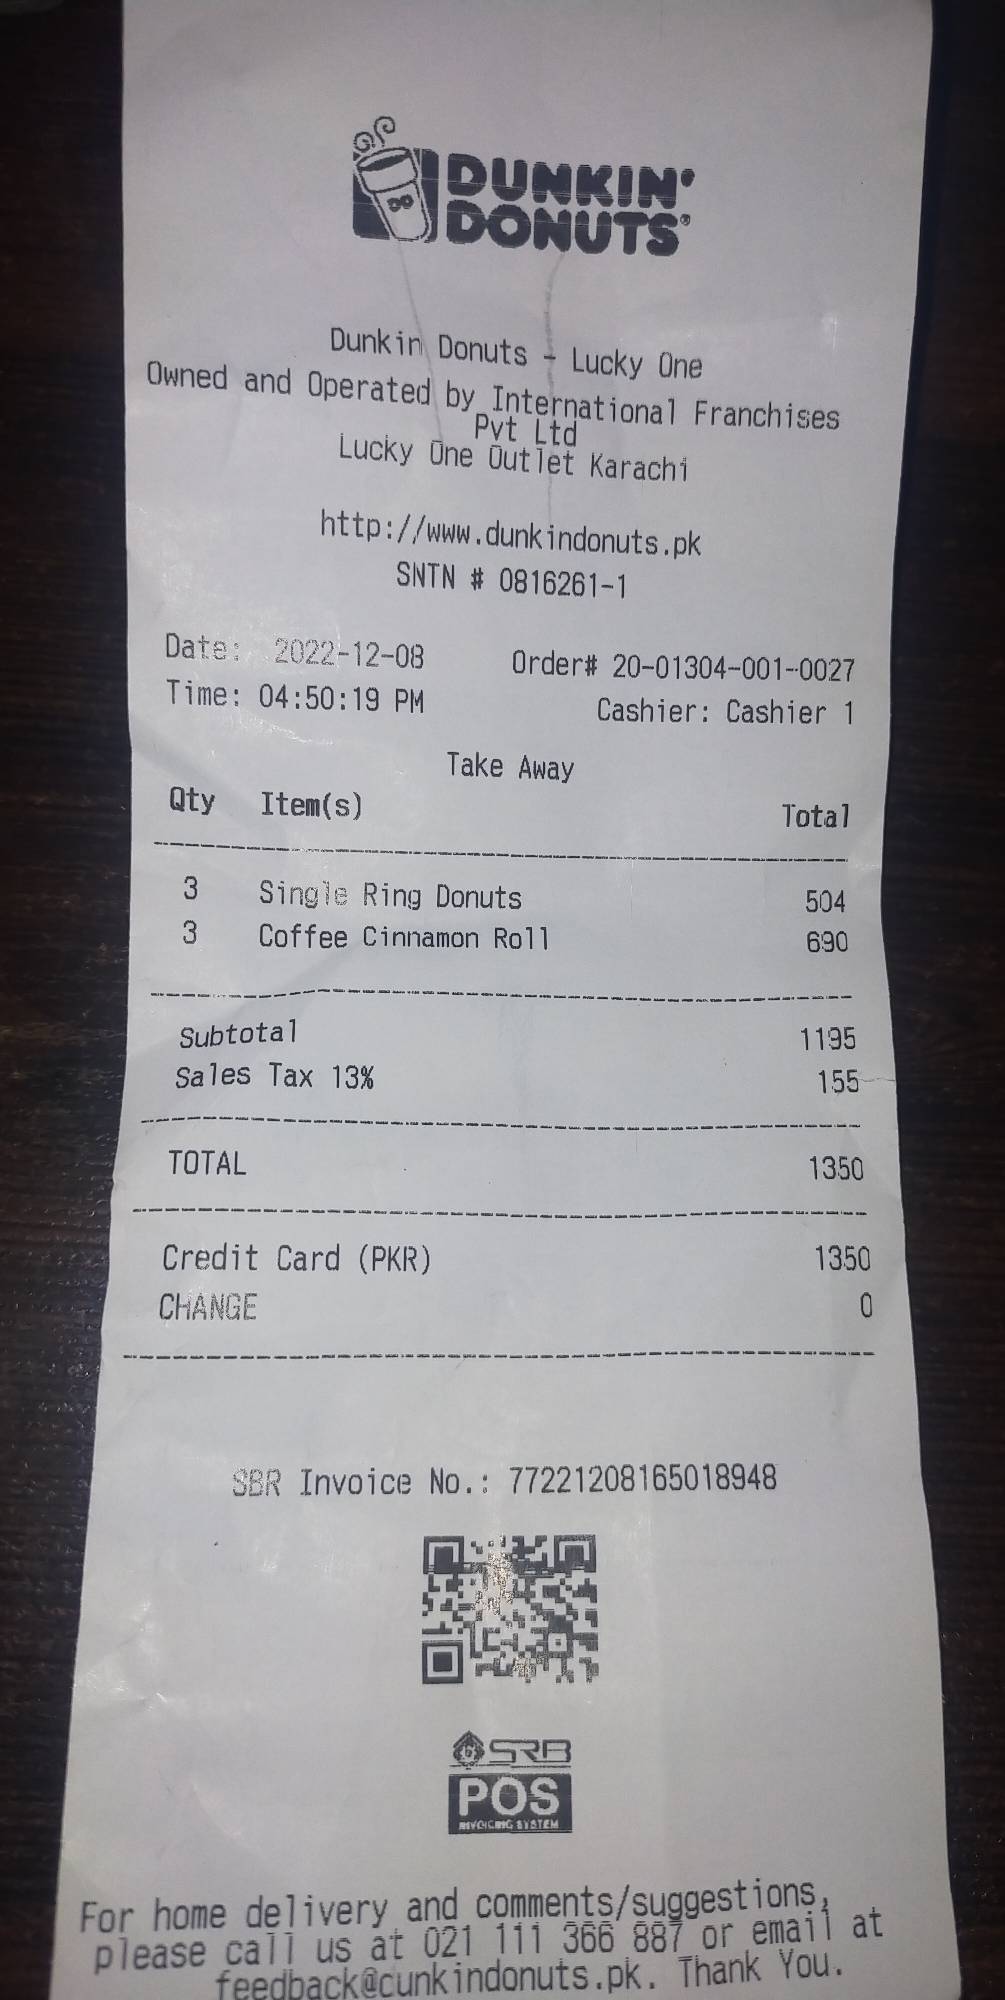 DUNKIN'
DONUTS®
Dunkin Donuts - Lucky One
Owned and Operated by International Franchises
Pvt Ltd
Lucky One Outlet Karachi
http://www.dunkindonuts.pk
SNTN # 0816261-1
Date: 2022-12-08 Order# 20-01304-001-0027
Time: 04:50:19 PM Cashier: Cashier 1
Take Away
Qty Item(s) Total
3 Single Ring Donuts 504
3 Coffee Cinnamon Roll 690
Subtotal 1195
Sales Tax 13% 155
TOTAL 1350
Credit Card (PKR) 1350
CHANGE 0
SBR Invoice No.: 77221208165018948
SRB
POS
INVOICING SYSTEM
For home delivery and comments/suggestions,
please call us at 021 111 366 887 or email at
feedback@cunkindonuts.pk. Thank You.